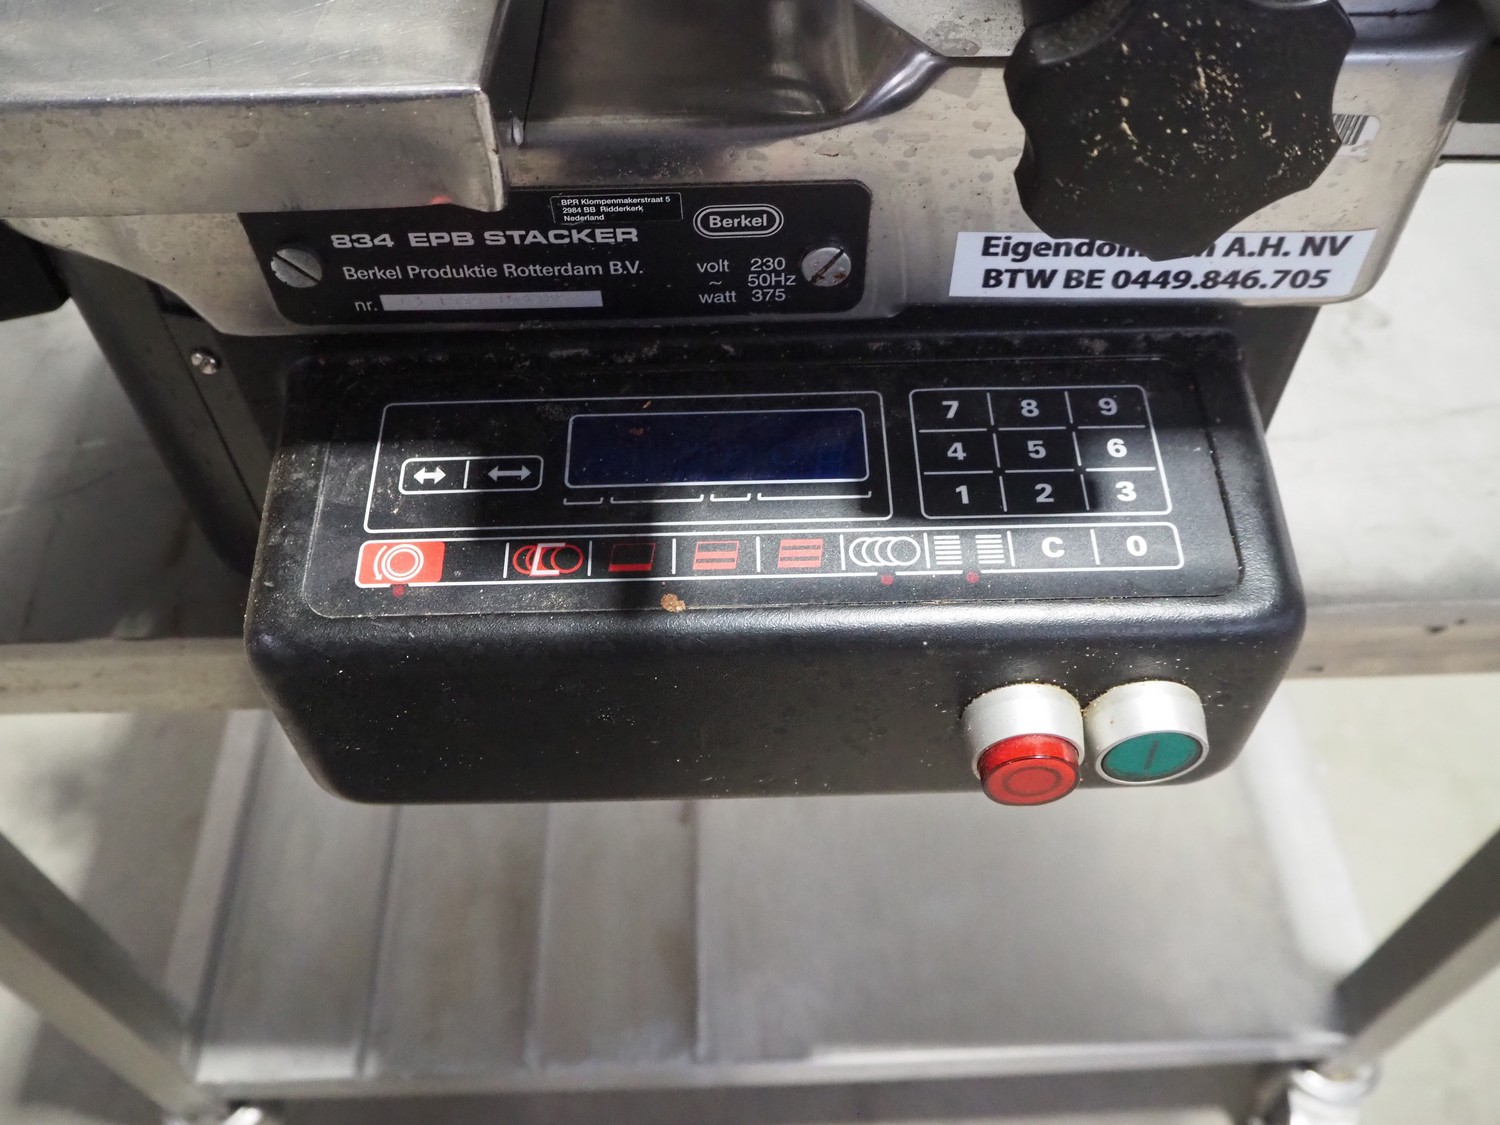 BPR Klompenmakerstraat 5
2984 BB Ridderkerk
Nederland
Berkel
834 EPB STACKER
Berkel Produktie Rotterdam B.V.
nr.
volt 230
~ 50Hz
watt 375
A.H. NV
BTW BE 0449.846.705
7 8 9
4 5 6
1 2 3
C 0